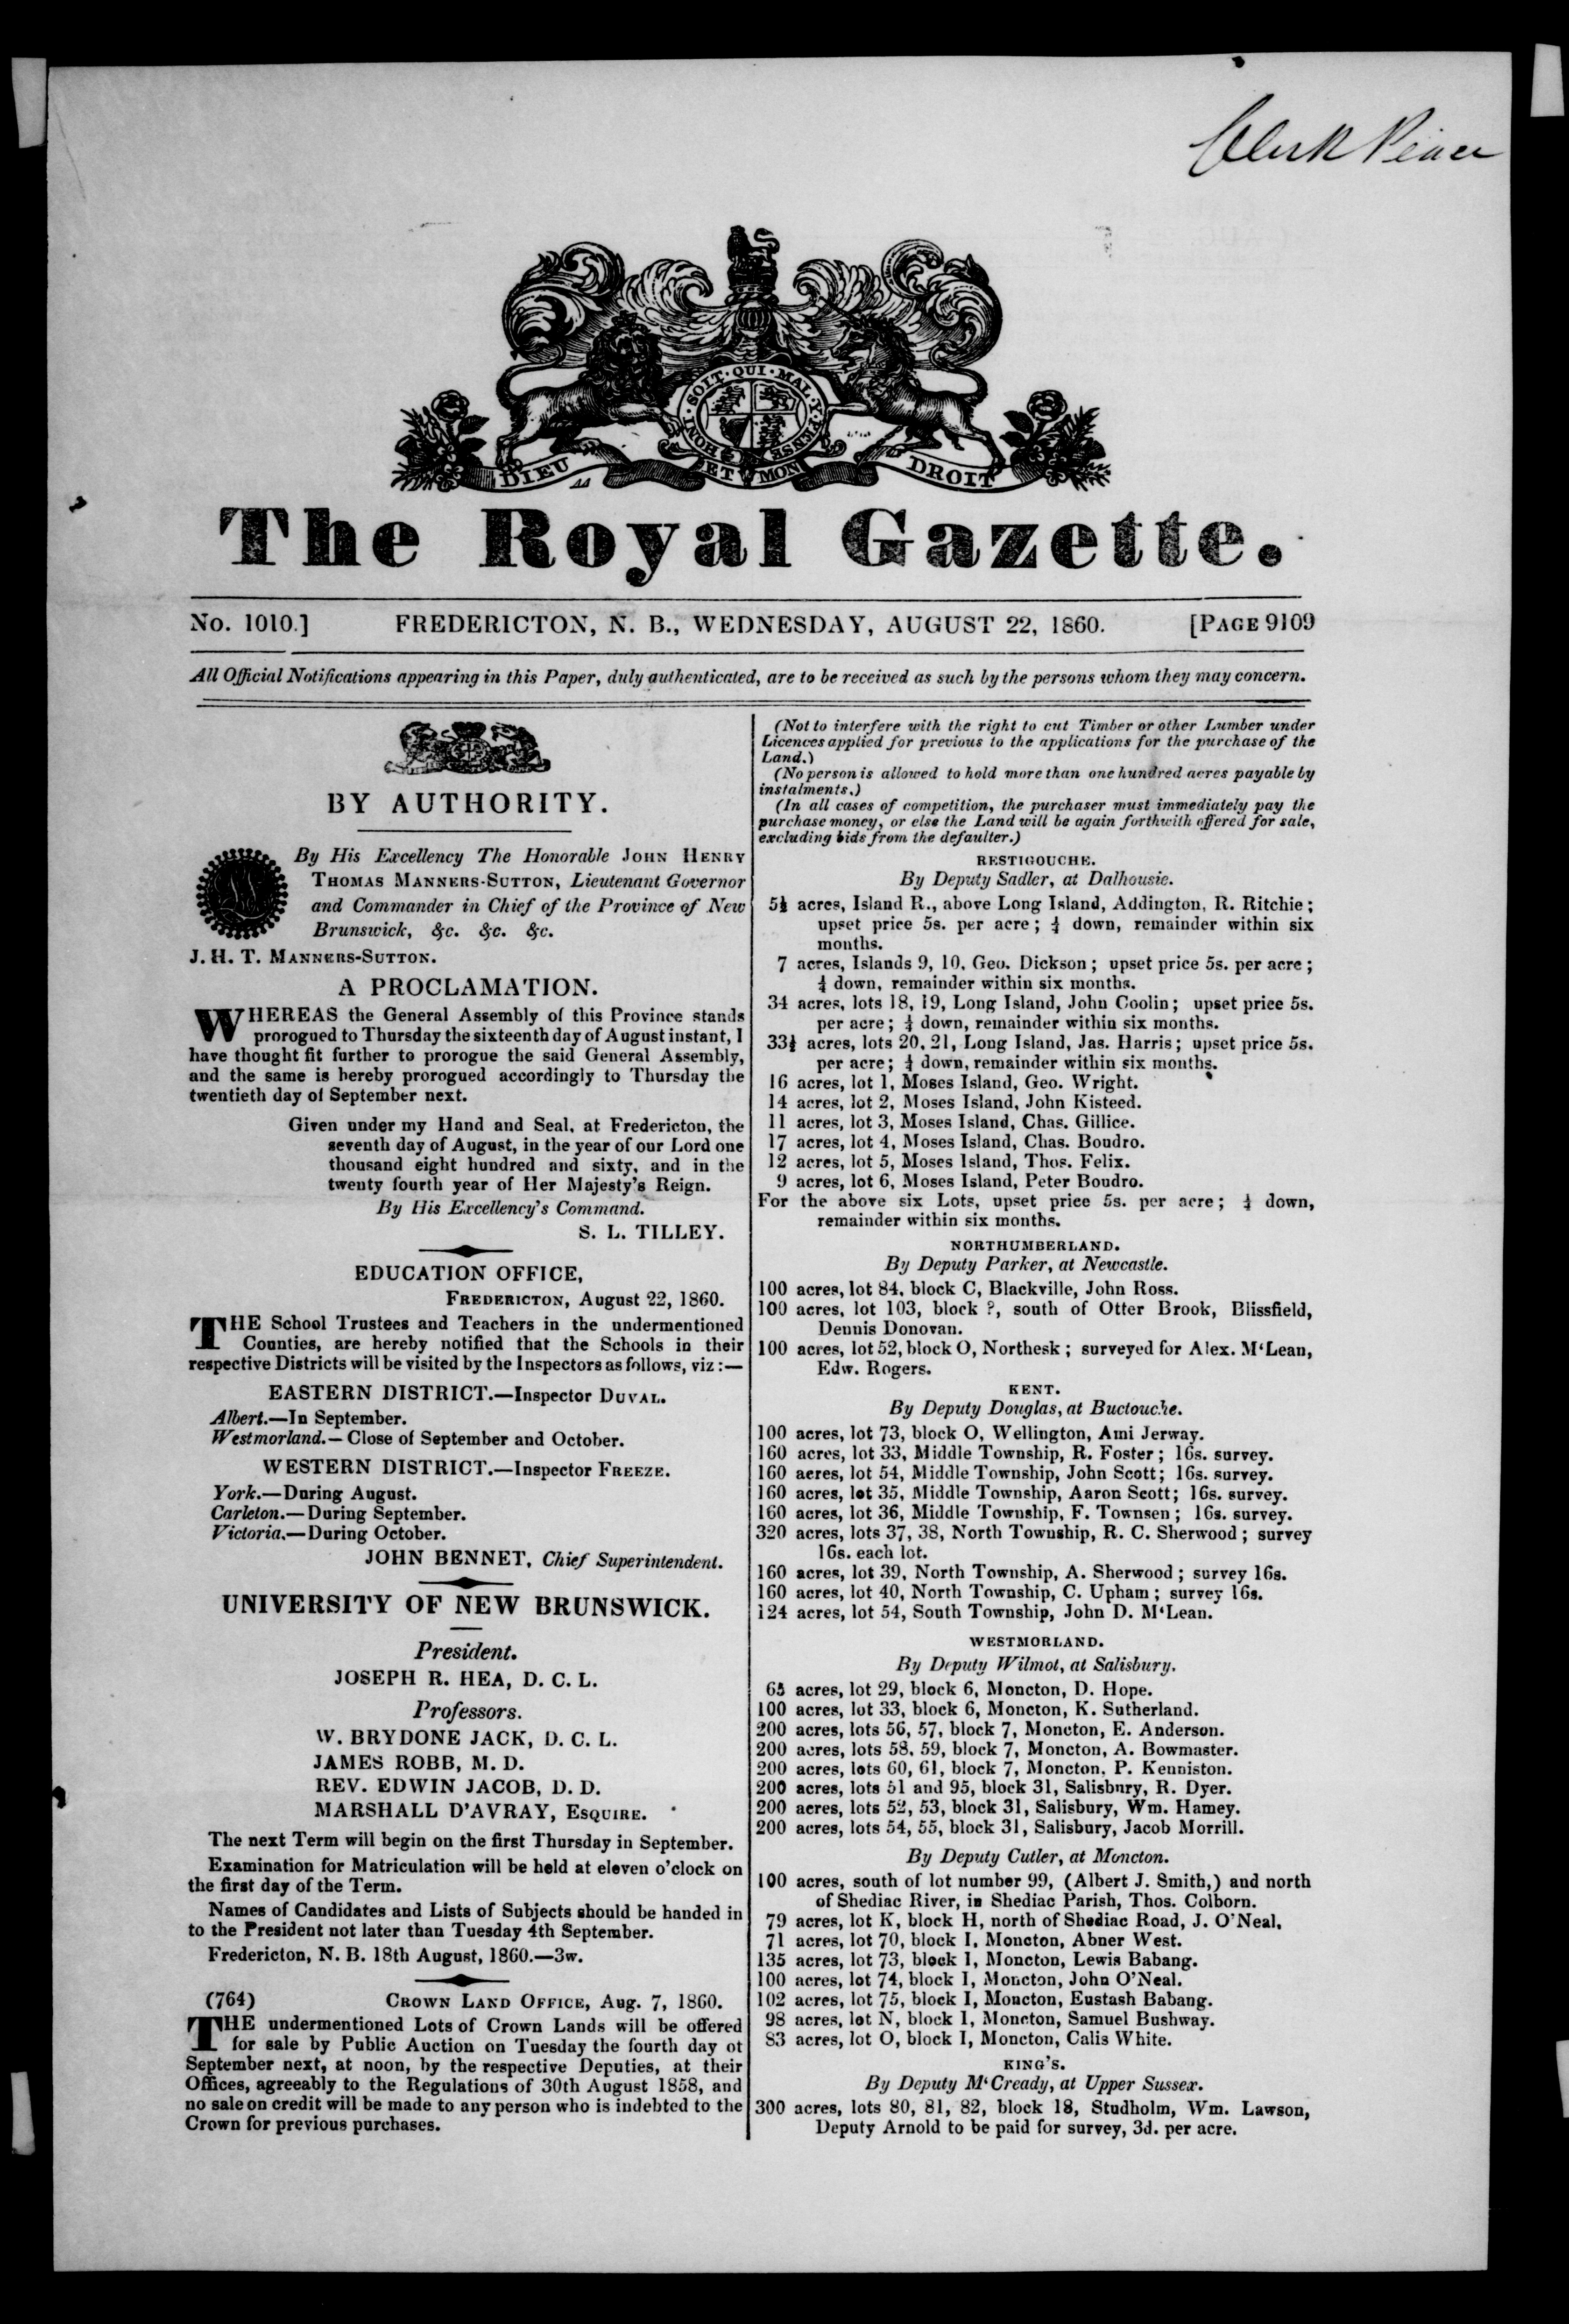 Clerk Peace
HONI · SOIT · QUI · MAL · Y · PENSE
DIEU ET MON DROIT
The Royal Gazette.
No. 1010.] FREDERICTON, N. B., WEDNESDAY, AUGUST 22, 1860. [PAGE 9109
All Official Notifications appearing in this Paper, duly authenticated, are to be received as such by the persons whom they may concern.
BY AUTHORITY.
By His Excellency The Honorable JOHN HENRY
THOMAS MANNERS-SUTTON, Lieutenant Governor
and Commander in Chief of the Province of New
Brunswick, &c. &c. &c.
J. H. T. MANNERS-SUTTON.
A PROCLAMATION.
WHEREAS the General Assembly of this Province stands
prorogued to Thursday the sixteenth day of August instant, I
have thought fit further to prorogue the said General Assembly,
and the same is hereby prorogued accordingly to Thursday the
twentieth day of September next.
Given under my Hand and Seal, at Fredericton, the
seventh day of August, in the year of our Lord one
thousand eight hundred and sixty, and in the
twenty fourth year of Her Majesty's Reign.
By His Excellency's Command.
S. L. TILLEY.
EDUCATION OFFICE,
FREDERICTON, August 22, 1860.
THE School Trustees and Teachers in the undermentioned
Counties, are hereby notified that the Schools in their
respective Districts will be visited by the Inspectors as follows, viz :—
EASTERN DISTRICT.—Inspector DUVAL.
Albert.—In September.
Westmorland.—Close of September and October.
WESTERN DISTRICT.—Inspector FREEZE.
York.—During August.
Carleton.—During September.
Victoria.—During October.
JOHN BENNET, Chief Superintendent.
UNIVERSITY OF NEW BRUNSWICK.
President.
JOSEPH R. HEA, D. C. L.
Professors.
W. BRYDONE JACK, D. C. L.
JAMES ROBB, M. D.
REV. EDWIN JACOB, D. D.
MARSHALL D'AVRAY, ESQUIRE.
The next Term will begin on the first Thursday in September.
Examination for Matriculation will be held at eleven o'clock on
the first day of the Term.
Names of Candidates and Lists of Subjects should be handed in
to the President not later than Tuesday 4th September.
Fredericton, N. B. 18th August, 1860.—3w.
(764) CROWN LAND OFFICE, Aug. 7, 1860.
THE undermentioned Lots of Crown Lands will be offered
for sale by Public Auction on Tuesday the fourth day of
September next, at noon, by the respective Deputies, at their
Offices, agreeably to the Regulations of 30th August 1858, and
no sale on credit will be made to any person who is indebted to the
Crown for previous purchases.
(Not to interfere with the right to cut Timber or other Lumber under
Licences applied for previous to the applications for the purchase of the
Land.)
(No person is allowed to hold more than one hundred acres payable by
instalments.)
(In all cases of competition, the purchaser must immediately pay the
purchase money, or else the Land will be again forthwith offered for sale,
excluding bids from the defaulter.)
RESTIGOUCHE.
By Deputy Sadler, at Dalhousie.
5½ acres, Island R., above Long Island, Addington, R. Ritchie;
upset price 5s. per acre; ¼ down, remainder within six
months.
7 acres, Islands 9, 10, Geo. Dickson; upset price 5s. per acre;
¼ down, remainder within six months.
34 acres, lots 18, 19, Long Island, John Coolin; upset price 5s.
per acre; ¼ down, remainder within six months.
33½ acres, lots 20, 21, Long Island, Jas. Harris; upset price 5s.
per acre; ¼ down, remainder within six months.
16 acres, lot 1, Moses Island, Geo. Wright.
14 acres, lot 2, Moses Island, John Kisteed.
11 acres, lot 3, Moses Island, Chas. Gillice.
17 acres, lot 4, Moses Island, Chas. Boudro.
12 acres, lot 5, Moses Island, Thos. Felix.
9 acres, lot 6, Moses Island, Peter Boudro.
For the above six Lots, upset price 5s. per acre; ¼ down,
remainder within six months.
NORTHUMBERLAND.
By Deputy Parker, at Newcastle.
100 acres, lot 84, block C, Blackville, John Ross.
100 acres, lot 103, block ?, south of Otter Brook, Blissfield,
Dennis Donovan.
100 acres, lot 52, block O, Northesk; surveyed for Alex. M'Lean,
Edw. Rogers.
KENT.
By Deputy Douglas, at Buctouche.
100 acres, lot 73, block O, Wellington, Ami Jerway.
160 acres, lot 33, Middle Township, R. Foster; 16s. survey.
160 acres, lot 54, Middle Township, John Scott; 16s. survey.
160 acres, lot 35, Middle Township, Aaron Scott; 16s. survey.
160 acres, lot 36, Middle Township, F. Townsen; 16s. survey.
320 acres, lots 37, 38, North Township, R. C. Sherwood; survey
16s. each lot.
160 acres, lot 39, North Township, A. Sherwood; survey 16s.
160 acres, lot 40, North Township, C. Upham; survey 16s.
124 acres, lot 54, South Township, John D. M'Lean.
WESTMORLAND.
By Deputy Wilmot, at Salisbury.
65 acres, lot 29, block 6, Moncton, D. Hope.
100 acres, lot 33, block 6, Moncton, K. Sutherland.
200 acres, lots 56, 57, block 7, Moncton, E. Anderson.
200 acres, lots 58, 59, block 7, Moncton, A. Bowmaster.
200 acres, lots 60, 61, block 7, Moncton, P. Kenniston.
200 acres, lots 51 and 95, block 31, Salisbury, R. Dyer.
200 acres, lots 52, 53, block 31, Salisbury, Wm. Hamey.
200 acres, lots 54, 55, block 31, Salisbury, Jacob Morrill.
By Deputy Cutler, at Moncton.
100 acres, south of lot number 99, (Albert J. Smith,) and north
of Shediac River, in Shediac Parish, Thos. Colborn.
79 acres, lot K, block H, north of Shediac Road, J. O'Neal.
71 acres, lot 70, block I, Moncton, Abner West.
135 acres, lot 73, block I, Moncton, Lewis Babang.
100 acres, lot 74, block I, Moncton, John O'Neal.
102 acres, lot 75, block I, Moncton, Eustash Babang.
98 acres, lot N, block I, Moncton, Samuel Bushway.
83 acres, lot O, block I, Moncton, Calis White.
KING'S.
By Deputy M'Cready, at Upper Sussex.
300 acres, lots 80, 81, 82, block 18, Studholm, Wm. Lawson,
Deputy Arnold to be paid for survey, 3d. per acre.